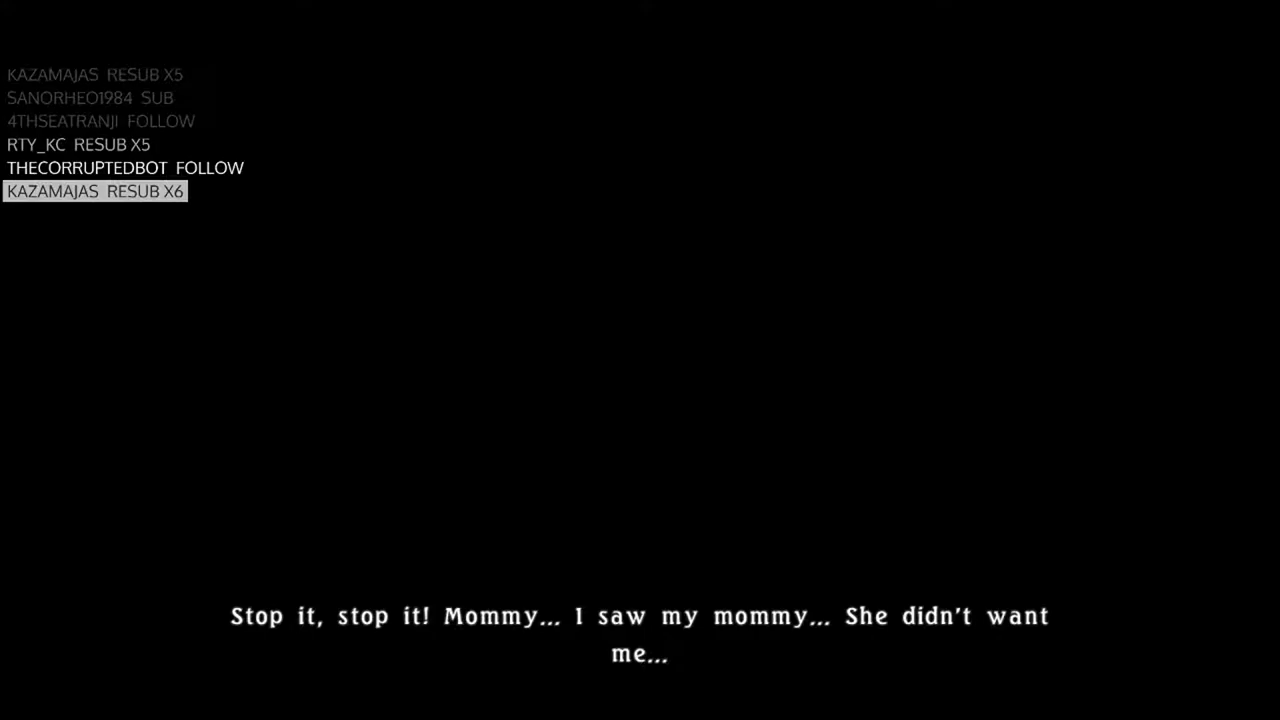 KAZAMAJAS RESUB X5
SANORHEO1984 SUB
4THSEATRANJI FOLLOW
RTY_KC RESUB X5
THECORRUPTEDBOT FOLLOW
KAZAMAJAS RESUB X6
Stop it, stop it! Mommy... I saw my mommy... She didn't want
me...